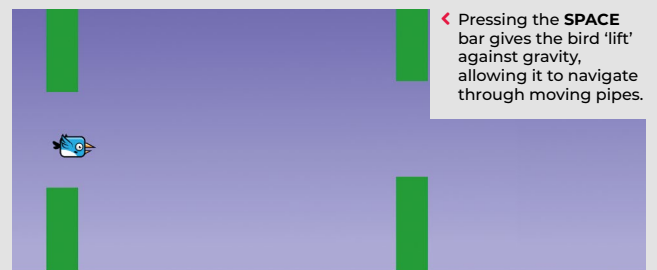 Pressing the SPACE
bar gives the bird ‘lift’
against gravity,
allowing it to navigate
through moving pipes.